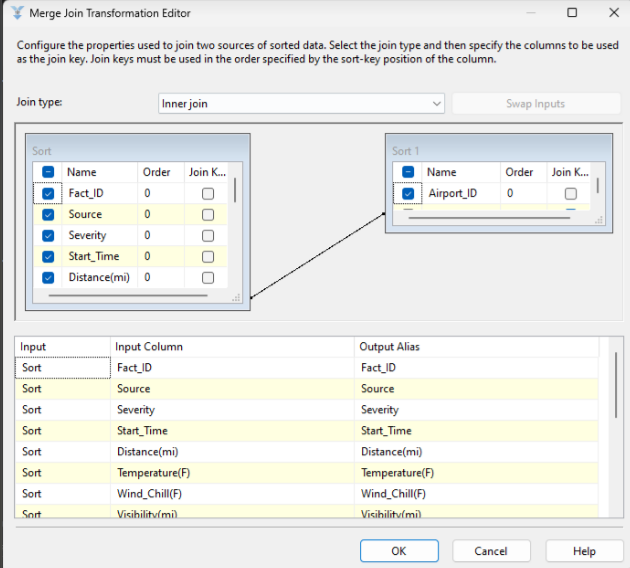 Merge Join Transformation Editor
Configure the properties used to join two sources of sorted data. Select the join type and then specify the columns to be used
as the join key. Join keys must be used in the order specified by the sort-key position of the column.
Join type: Inner join Swap Inputs
Sort
Name Order Join K...
Fact_ID 0
Source 0
Severity 0
Start_Time 0
Distance(mi) 0
Sort 1
Name Order Join K...
Airport_ID 0
Input Input Column Output Alias
Sort Fact_ID Fact_ID
Sort Source Source
Sort Severity Severity
Sort Start_Time Start_Time
Sort Distance(mi) Distance(mi)
Sort Temperature(F) Temperature(F)
Sort Wind_Chill(F) Wind_Chill(F)
Sort Visibility(mi) Visibility(mi)
OK Cancel Help